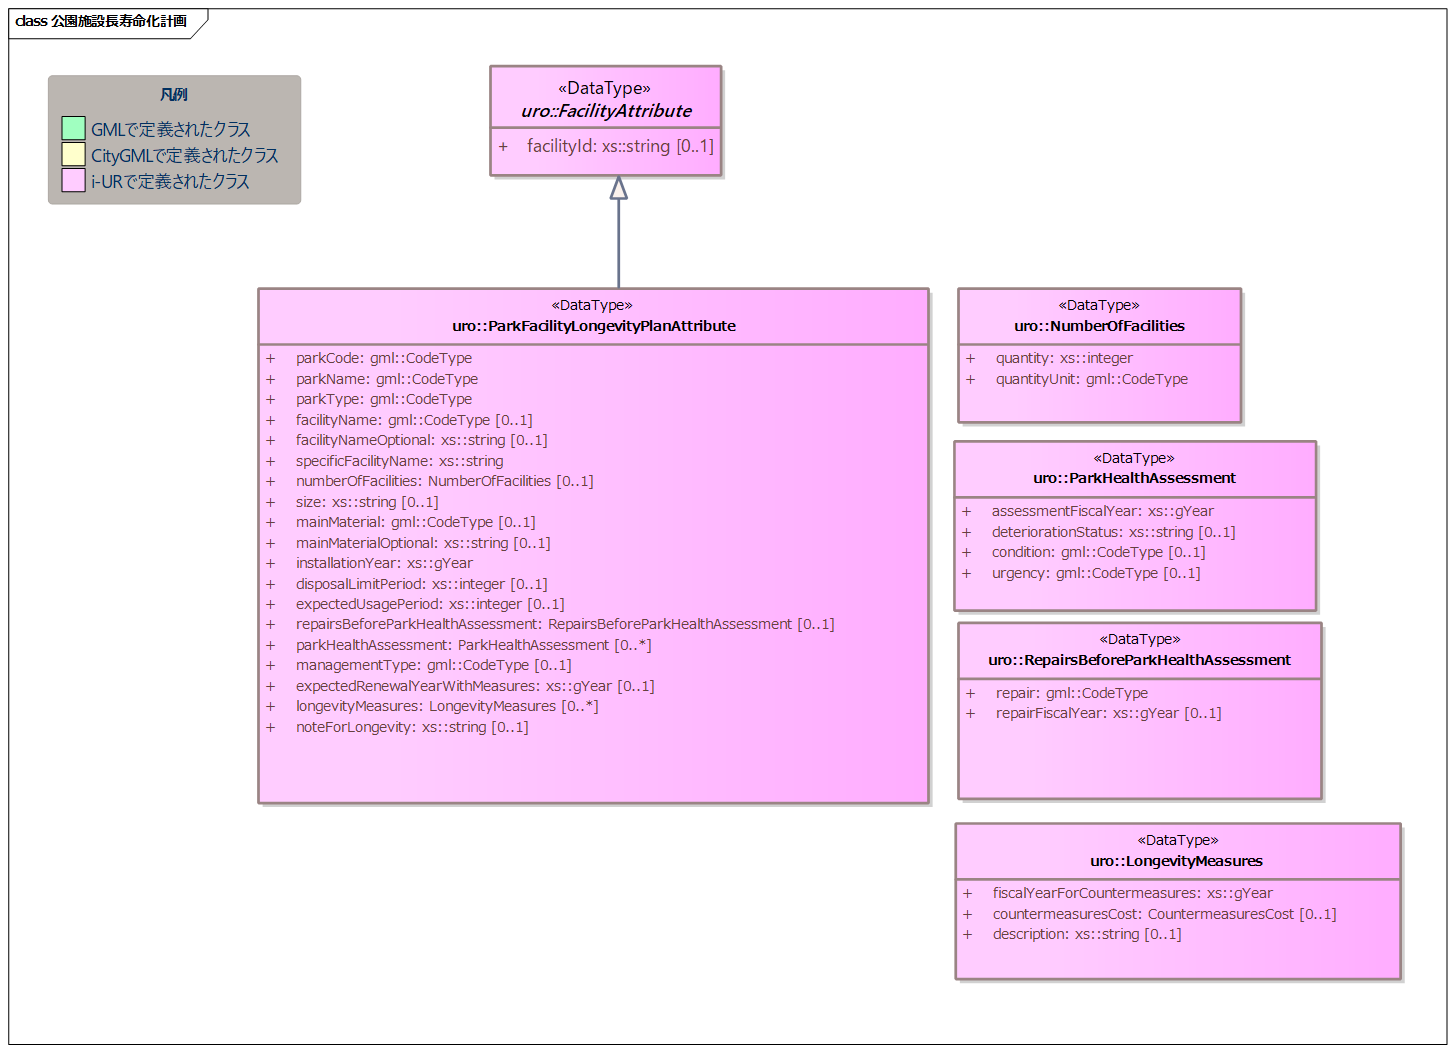 class 公園施設長寿命化計画
凡例
GMLで定義されたクラス
CityGMLで定義されたクラス
i-URで定義されたクラス
«DataType»
uro::FacilityAttribute
+ facilityId: xs::string [0..1]
«DataType»
uro::ParkFacilityLongevityPlanAttribute
+ parkCode: gml::CodeType
+ parkName: gml::CodeType
+ parkType: gml::CodeType
+ facilityName: gml::CodeType [0..1]
+ facilityNameOptional: xs::string [0..1]
+ specificFacilityName: xs::string
+ numberOfFacilities: NumberOfFacilities [0..1]
+ size: xs::string [0..1]
+ mainMaterial: gml::CodeType [0..1]
+ mainMaterialOptional: xs::string [0..1]
+ installationYear: xs::gYear
+ disposalLimitPeriod: xs::integer [0..1]
+ expectedUsagePeriod: xs::integer [0..1]
+ repairsBeforeParkHealthAssessment: RepairsBeforeParkHealthAssessment [0..1]
+ parkHealthAssessment: ParkHealthAssessment [0..*]
+ managementType: gml::CodeType [0..1]
+ expectedRenewalYearWithMeasures: xs::gYear [0..1]
+ longevityMeasures: LongevityMeasures [0..*]
+ noteForLongevity: xs::string [0..1]
«DataType»
uro::NumberOfFacilities
+ quantity: xs::integer
+ quantityUnit: gml::CodeType
«DataType»
uro::ParkHealthAssessment
+ assessmentFiscalYear: xs::gYear
+ deteriorationStatus: xs::string [0..1]
+ condition: gml::CodeType [0..1]
+ urgency: gml::CodeType [0..1]
«DataType»
uro::RepairsBeforeParkHealthAssessment
+ repair: gml::CodeType
+ repairFiscalYear: xs::gYear [0..1]
«DataType»
uro::LongevityMeasures
+ fiscalYearForCountermeasures: xs::gYear
+ countermeasuresCost: CountermeasuresCost [0..1]
+ description: xs::string [0..1]